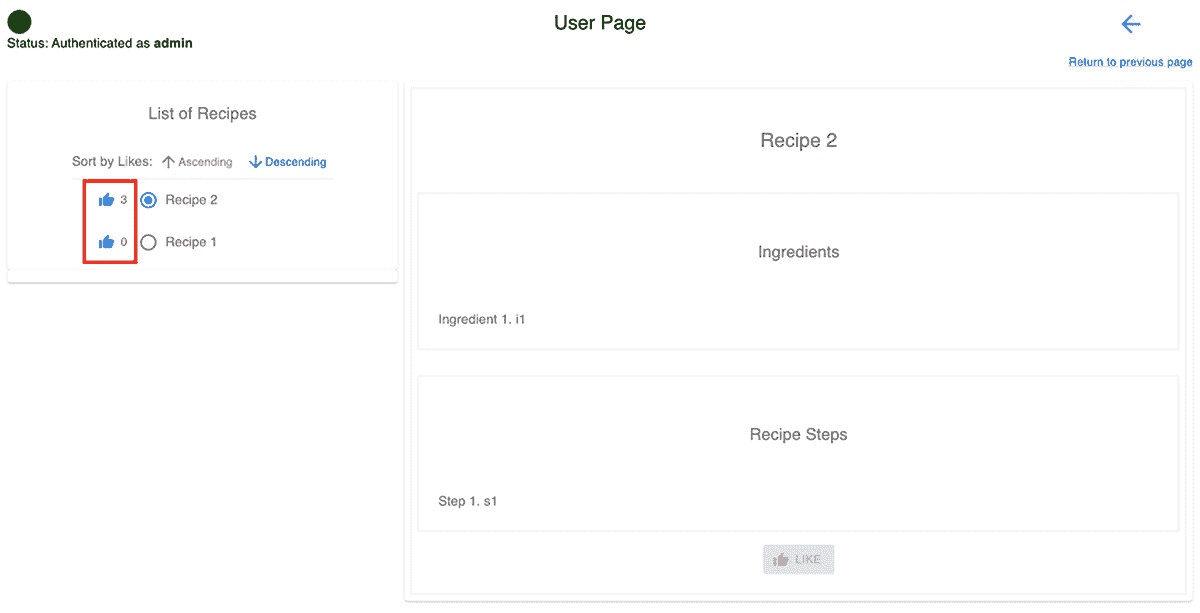 User Page
Status: Authenticated as admin
Return to previous page
List of Recipes
Sort by Likes: Ascending Descending
3 Recipe 2
0 Recipe 1
Recipe 2
Ingredients
Ingredient 1. i1
Recipe Steps
Step 1. s1
LIKE